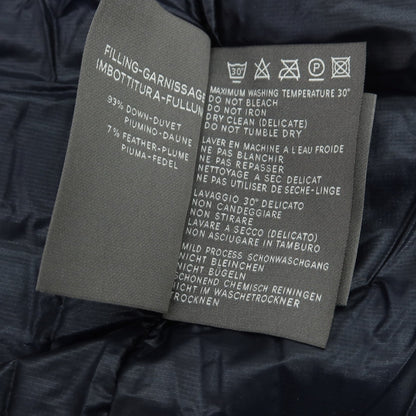 FILLING-GARNISSAGE
IMBOTTITURA-FULLUN
93% DOWN-DUVET
PIUMINO-DAUNE
7% FEATHER-PLUME
PIUMA-FEDEL
30°
P
MAXIMUM WASHING TEMPERATURE 30°
DO NOT BLEACH
DO NOT IRON
DRY CLEAN (DELICATE)
DO NOT TUMBLE DRY
LAVER EN MACHINE A L'EAU FROIDE
NE PAS BLANCHIR
NE PAS REPASSER
NETTOYAGE A SEC DELICAT
NE PAS UTILISER DE SÈCHE-LINGE
LAVAGGIO 30° DELICATO
NON CANDEGGIARE
NON STIRARE
LAVARE A SECCO (DELICATO)
NON ASCIUGARE IN TAMBURO
MILD PROCESS SCHONWASCHGANG
NICHT BLEICHEN
NICHT BÜGELN
SCHONEND CHEMISCH REINIGEN
NICHT IM WASCHETROCKNER
TROCKNEN